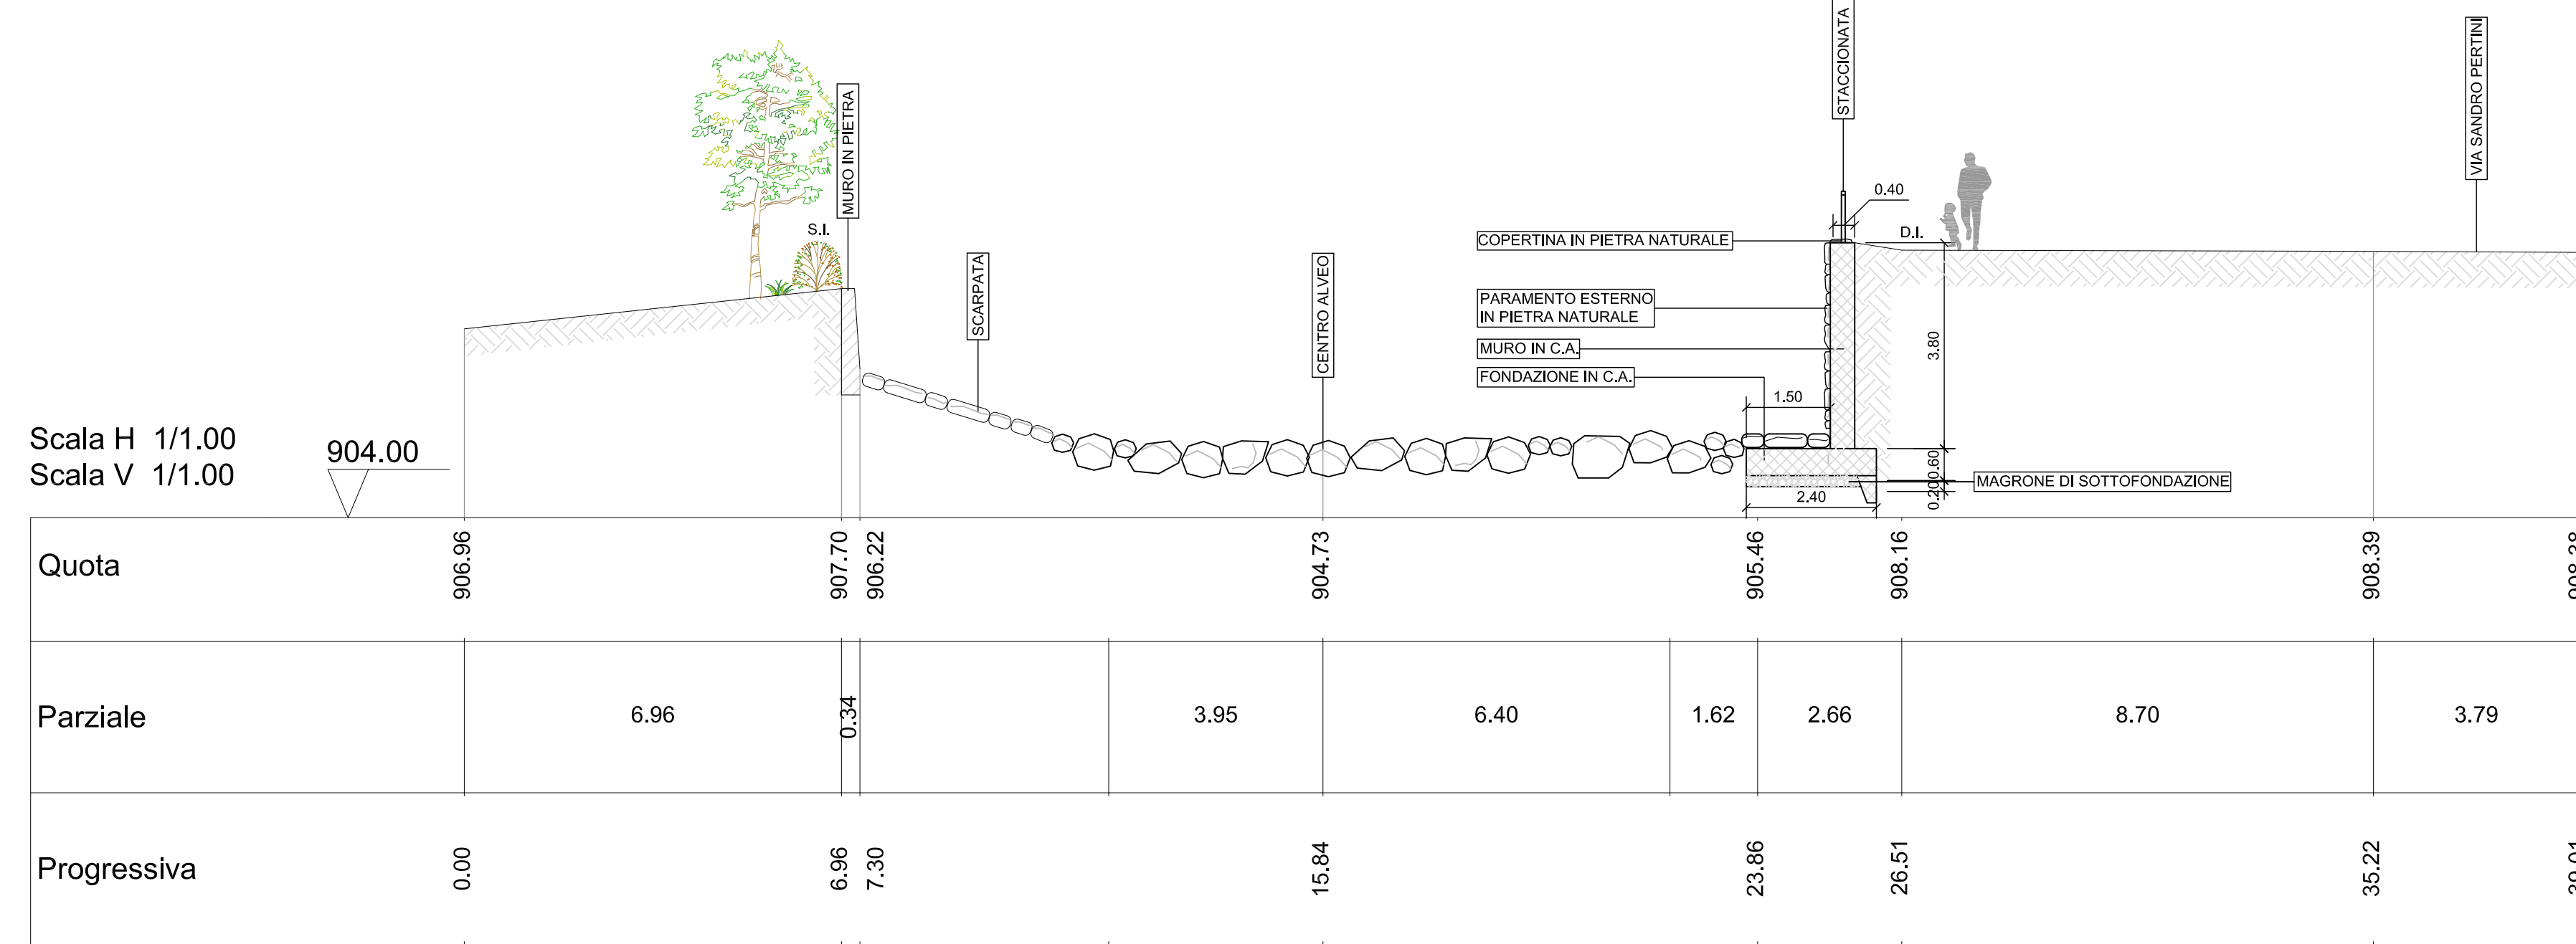 STACCIONATA
VIA SANDRO PERTINI
MURO IN PIETRA
0.40
S.I.
D.I.
COPERTINA IN PIETRA NATURALE
SCARPATA
CENTRO ALVEO
PARAMENTO ESTERNO
IN PIETRA NATURALE
3.80
MURO IN C.A.
FONDAZIONE IN C.A.
1.50
Scala H 1/1.00
904.00
Scala V 1/1.00
0.60
0.20
MAGRONE DI SOTTOFONDAZIONE
2.40
Quota
906.96
907.70
906.22
904.73
905.46
908.16
908.39
Parziale
6.96
0.34
3.95
6.40
1.62
2.66
8.70
3.79
Progressiva
0.00
6.96
7.30
15.84
23.86
26.51
35.22